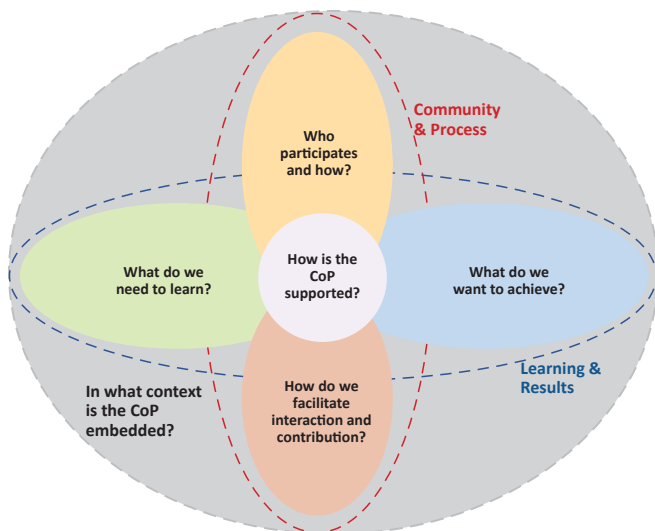 Community
& Process
Who
participates
and how?
What do we
need to learn?
How is the
CoP
supported?
What do we
want to achieve?
Learning &
Results
In what context
is the CoP
embedded?
How do we
facilitate
interaction and
contribution?